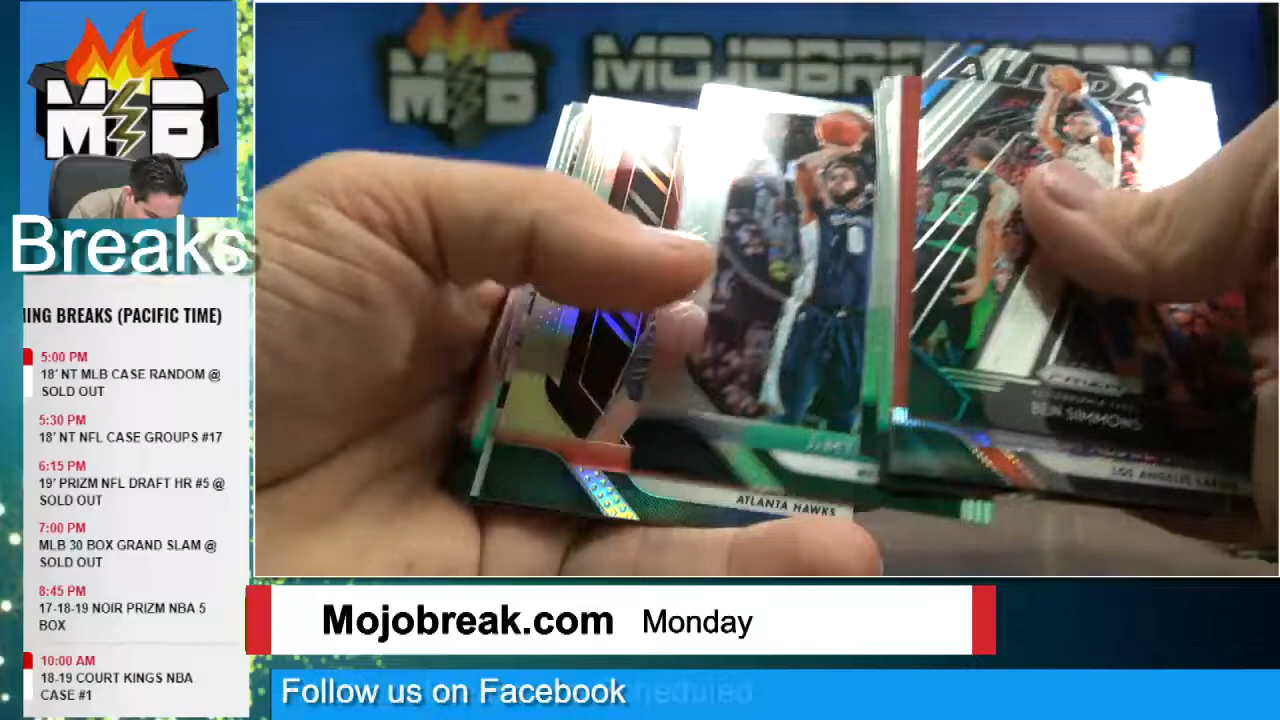 M B
MOJOBREAK.COM
M B
Breaks
ING BREAKS (PACIFIC TIME)
5:00 PM
18' NT MLB CASE RANDOM @
SOLD OUT
5:30 PM
18' NT NFL CASE GROUPS #17
6:15 PM
19' PRIZM NFL DRAFT HR #5 @
SOLD OUT
7:00 PM
MLB 30 BOX GRAND SLAM @
SOLD OUT
8:45 PM
17-18-19 NOIR PRIZM NBA 5
BOX
10:00 AM
18-19 COURT KINGS NBA
CASE #1
BEN SIMMONS
LOS ANGELES
ATLANTA HAWKS
Mojobreak.com Monday
Follow us on Facebook